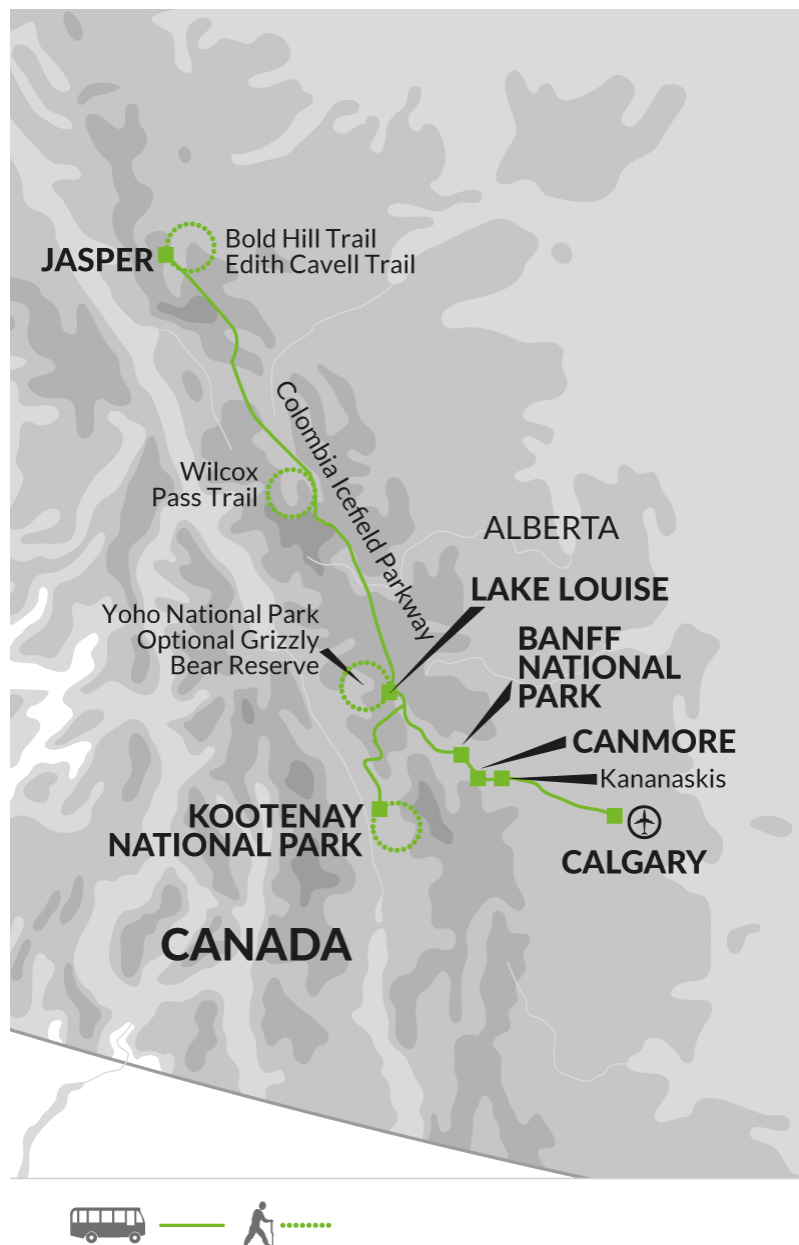 Bold Hill Trail
Edith Cavell Trail
JASPER
Colombia Icefield Parkway
Wilcox
Pass Trail
ALBERTA
LAKE LOUISE
Yoho National Park
Optional Grizzly
Bear Reserve
BANFF
NATIONAL
PARK
CANMORE
Kananaskis
KOOTENAY
NATIONAL PARK
CALGARY
CANADA